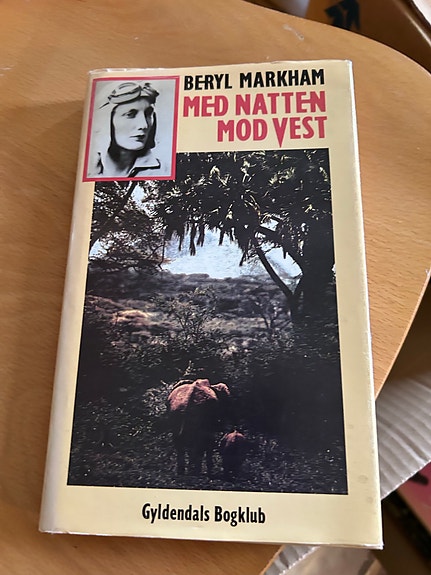 BERYL MARKHAM
MED NATTEN
MOD VEST
Gyldendals Bogklub